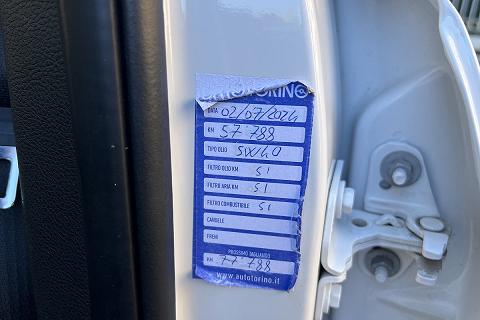 AUTOTORINO
DATA 02/07/2024
KM 57 788
TIPO OLIO 5W40
FILTRO OLIO KM SI
FILTRO ARIA KM SI
FILTRO COMBUSTIBILE SI
CANDELE
FRENI
PROSSIMO TAGLIANDO
KM 77 788
www.autotorino.it